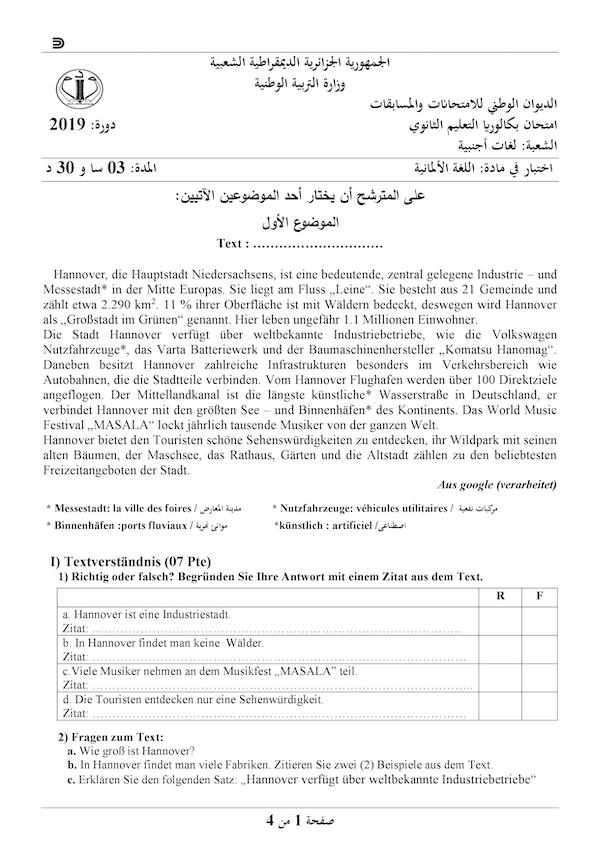 الجمهورية الجزائرية الديمقراطية الشعبية
وزارة التربية الوطنية
الديوان الوطني للامتحانات والمسابقات
امتحان بكالوريا التعليم الثانوي
دورة: 2019
الشعبة: لغات أجنبية
اختبار في مادة: اللغة الألمانية
المدة: 03 سا و 30 د
على المترشح أن يختار أحد الموضوعين الآتيين:
الموضوع الأول
Text : ..............................
Hannover, die Hauptstadt Niedersachsens, ist eine bedeutende, zentral gelegene Industrie – und
Messestadt* in der Mitte Europas. Sie liegt am Fluss ,,Leine“. Sie besteht aus 21 Gemeinde und
zählt etwa 2.290 km². 11 % ihrer Oberfläche ist mit Wäldern bedeckt, deswegen wird Hannover
als ,,Großstadt im Grünen“ genannt. Hier leben ungefähr 1.1 Millionen Einwohner.
Die Stadt Hannover verfügt über weltbekannte Industriebetriebe, wie die Volkswagen
Nutzfahrzeuge*, das Varta Batteriewerk und der Baumaschinenhersteller ,,Komatsu Hanomag“.
Daneben besitzt Hannover zahlreiche Infrastrukturen besonders im Verkehrsbereich wie
Autobahnen, die die Stadtteile verbinden. Vom Hannover Flughafen werden über 100 Direktziele
angeflogen. Der Mittellandkanal ist die längste künstliche* Wasserstraße in Deutschland, er
verbindet Hannover mit den größten See – und Binnenhäfen* des Kontinents. Das World Music
Festival ,,MASALA“ lockt jährlich tausende Musiker von der ganzen Welt.
Hannover bietet den Touristen schöne Sehenswürdigkeiten zu entdecken, ihr Wildpark mit seinen
alten Bäumen, der Maschsee, das Rathaus, Gärten und die Altstadt zählen zu den beliebtesten
Freizeitangeboten der Stadt.
Aus google (verarbeitet)
* Messestadt: la ville des foires / مدينة المعارض * Nutzfahrzeuge: véhicules utilitaires / مركبات نفعية
* Binnenhäfen :ports fluviaux / موانئ نهرية *künstlich : artificiel /اصطناعي
I) Textverständnis (07 Pte)
1) Richtig oder falsch? Begründen Sie Ihre Antwort mit einem Zitat aus dem Text.
R F
a. Hannover ist eine Industriestadt.
Zitat: ……………………………………………………………………..
b. In Hannover findet man keine Wälder.
Zitat: ………………………………………………………………………
c.Viele Musiker nehmen an dem Musikfest ,,MASALA” teil.
Zitat: ………………………………………………………………………..
d. Die Touristen entdecken nur eine Sehenwürdigkeit.
Zitat: ………………………………………………………………………
2) Fragen zum Text:
a. Wie groß ist Hannover?
b. In Hannover findet man viele Fabriken. Zitieren Sie zwei (2) Beispiele aus dem Text.
c. Erklären Sie den folgenden Satz: „Hannover verfügt über weltbekannte Industriebetriebe“
صفحة 1 من 4